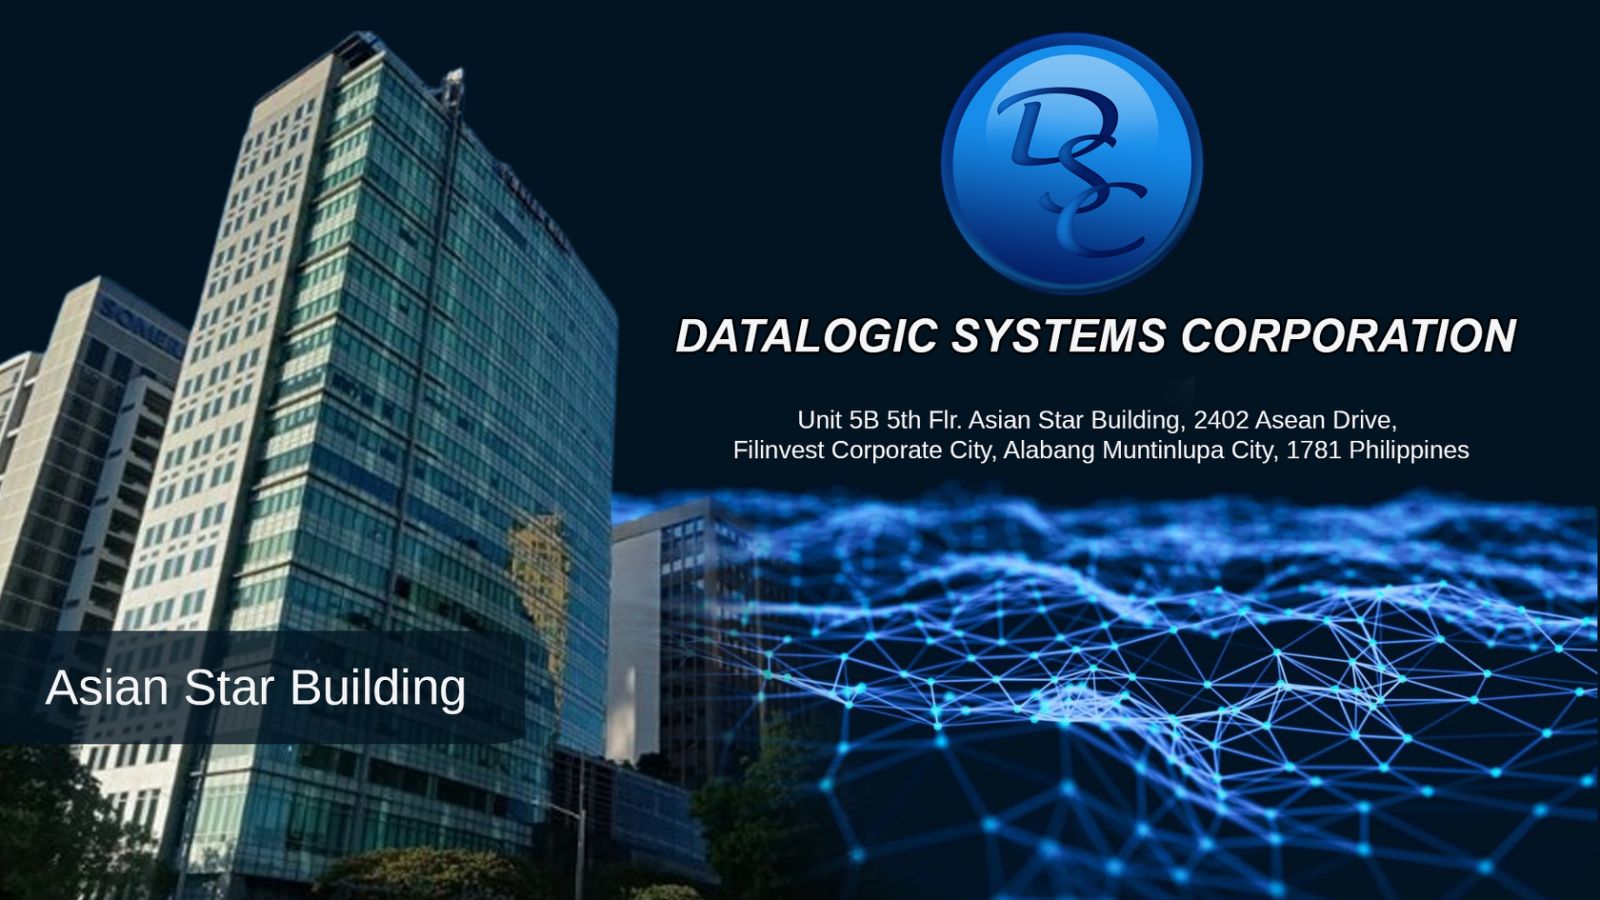 DSC
DATALOGIC SYSTEMS CORPORATION
Unit 5B 5th Flr. Asian Star Building, 2402 Asean Drive,
Filinvest Corporate City, Alabang Muntinlupa City, 1781 Philippines
Asian Star Building